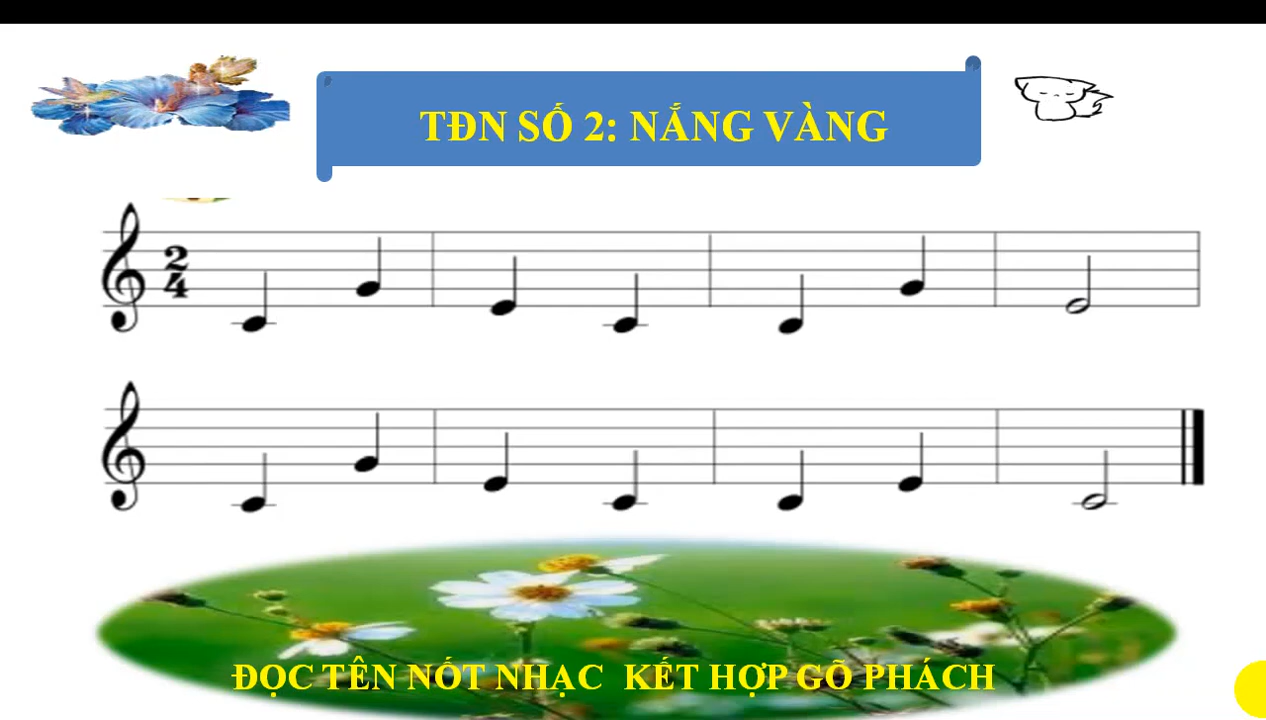 TĐN SỐ 2: NẮNG VÀNG
2
4
ĐỌC TÊN NỐT NHẠC KẾT HỢP GÕ PHÁCH